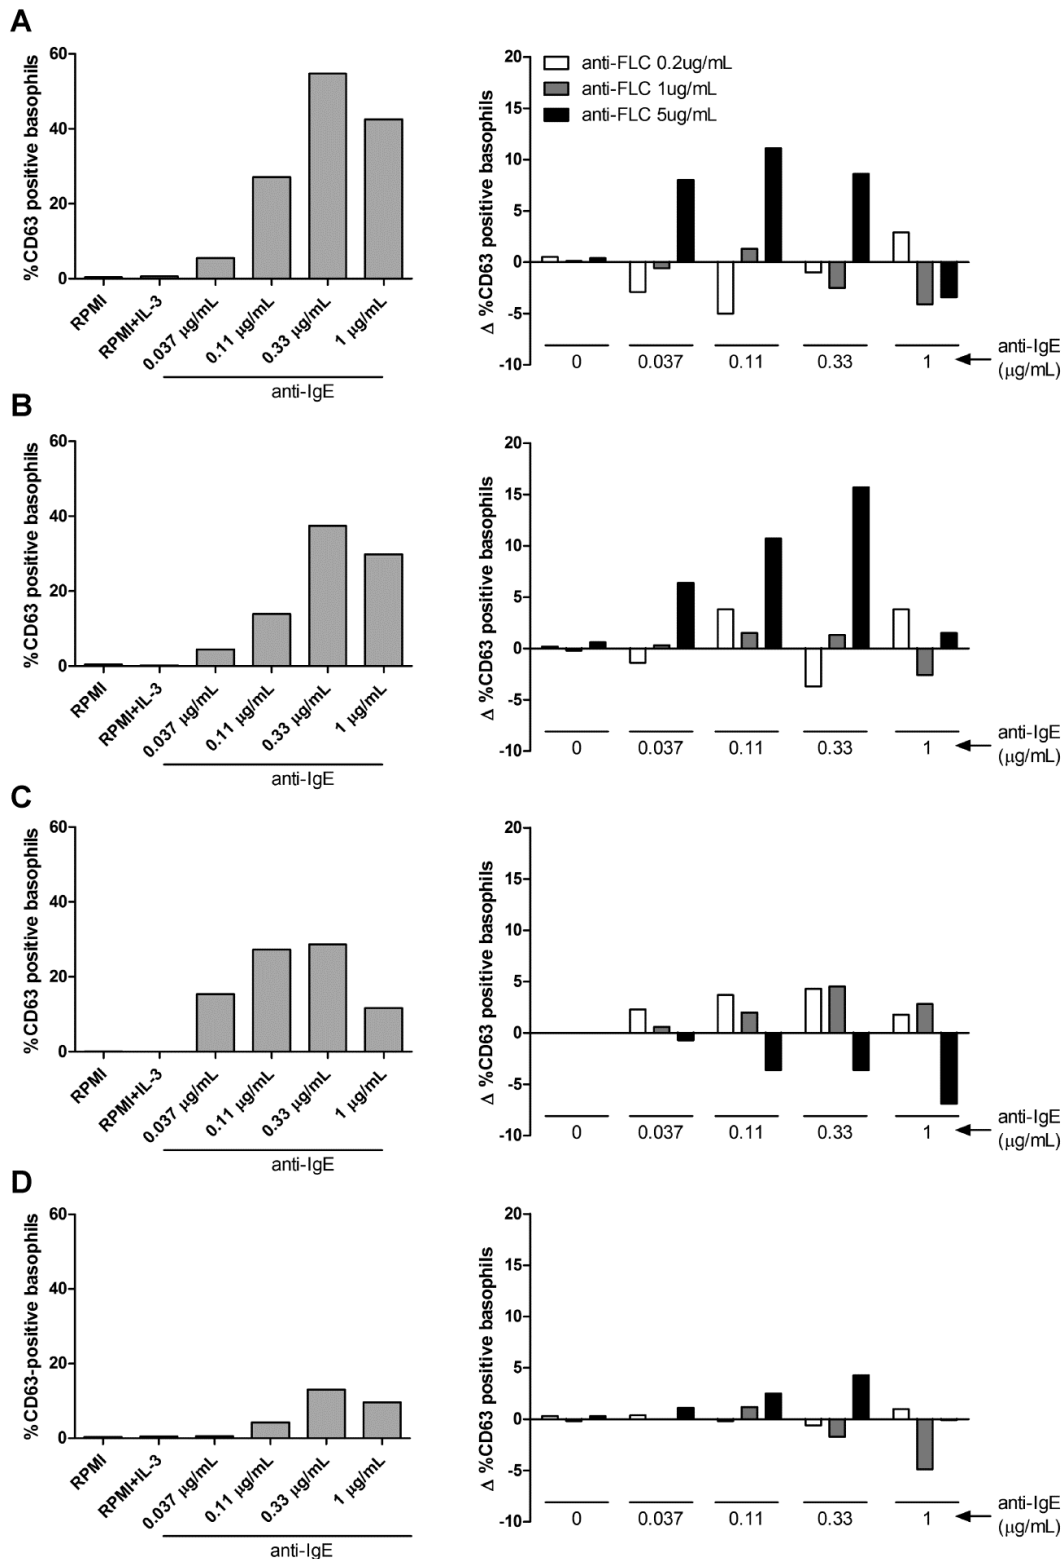 A
%CD63 positive basophils
60
40
20
0
RPMI
RPMI+IL-3
0.037 µg/mL
0.11 µg/mL
0.33 µg/mL
1 µg/mL
anti-IgE
Δ %CD63 positive basophils
20
15
10
5
0
-5
-10
anti-FLC 0.2ug/mL
anti-FLC 1ug/mL
anti-FLC 5ug/mL
0 0.037 0.11 0.33 1
anti-IgE
(µg/mL)
B
%CD63 positive basophils
60
40
20
0
RPMI
RPMI+IL-3
0.037 µg/mL
0.11 µg/mL
0.33 µg/mL
1 µg/mL
anti-IgE
Δ %CD63 positive basophils
20
15
10
5
0
-5
-10
0 0.037 0.11 0.33 1
anti-IgE
(µg/mL)
C
%CD63 positive basophils
60
40
20
0
RPMI
RPMI+IL-3
0.037 µg/mL
0.11 µg/mL
0.33 µg/mL
1 µg/mL
anti-IgE
Δ %CD63 positive basophils
20
15
10
5
0
-5
-10
0 0.037 0.11 0.33 1
anti-IgE
(µg/mL)
D
%CD63-positive basophils
60
40
20
0
RPMI
RPMI+IL-3
0.037 µg/mL
0.11 µg/mL
0.33 µg/mL
1 µg/mL
anti-IgE
Δ %CD63 positive basophils
20
15
10
5
0
-5
-10
0 0.037 0.11 0.33 1
anti-IgE
(µg/mL)